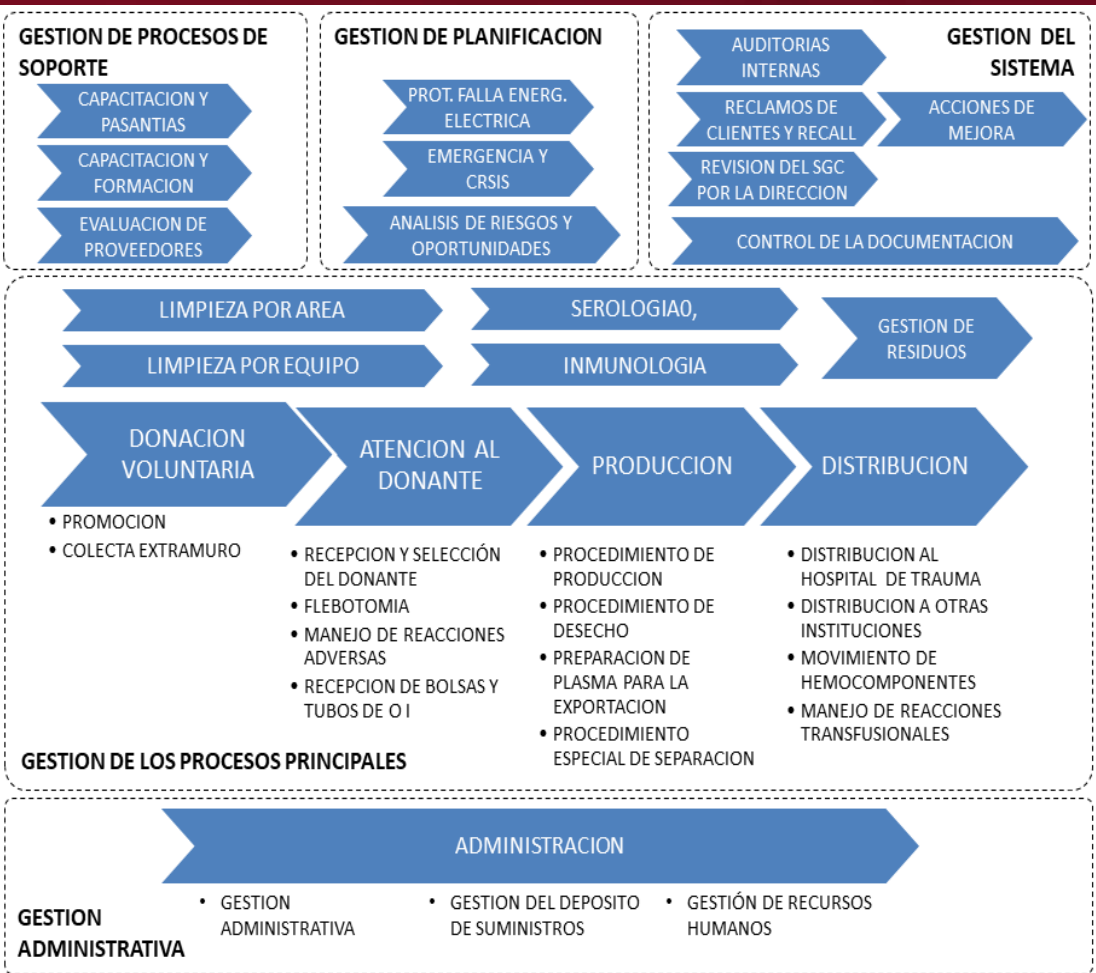 GESTION DE PROCESOS DE
SOPORTE
CAPACITACION Y
PASANTIAS
CAPACITACION Y
FORMACION
EVALUACION DE
PROVEEDORES
GESTION DE PLANIFICACION
PROT. FALLA ENERG.
ELECTRICA
EMERGENCIA Y
CRSIS
ANALISIS DE RIESGOS Y
OPORTUNIDADES
GESTION DEL
SISTEMA
AUDITORIAS
INTERNAS
RECLAMOS DE
CLIENTES Y RECALL
ACCIONES DE
MEJORA
REVISION DEL SGC
POR LA DIRECCION
CONTROL DE LA DOCUMENTACION
LIMPIEZA POR AREA
LIMPIEZA POR EQUIPO
SEROLOGIA0,
INMUNOLOGIA
GESTION DE
RESIDUOS
DONACION
VOLUNTARIA
• PROMOCION
• COLECTA EXTRAMURO
ATENCION AL
DONANTE
• RECEPCION Y SELECCIÓN
DEL DONANTE
• FLEBOTOMIA
• MANEJO DE REACCIONES
ADVERSAS
• RECEPCION DE BOLSAS Y
TUBOS DE O I
PRODUCCION
• PROCEDIMIENTO DE
PRODUCCION
• PROCEDIMIENTO DE
DESECHO
• PREPARACION DE
PLASMA PARA LA
EXPORTACION
• PROCEDIMIENTO
ESPECIAL DE SEPARACION
DISTRIBUCION
• DISTRIBUCION AL
HOSPITAL DE TRAUMA
• DISTRIBUCION A OTRAS
INSTITUCIONES
• MOVIMIENTO DE
HEMOCOMPONENTES
• MANEJO DE REACCIONES
TRANSFUSIONALES
GESTION DE LOS PROCESOS PRINCIPALES
ADMINISTRACION
• GESTION
ADMINISTRATIVA
• GESTION DEL DEPOSITO
DE SUMINISTROS
• GESTIÓN DE RECURSOS
HUMANOS
GESTION
ADMINISTRATIVA